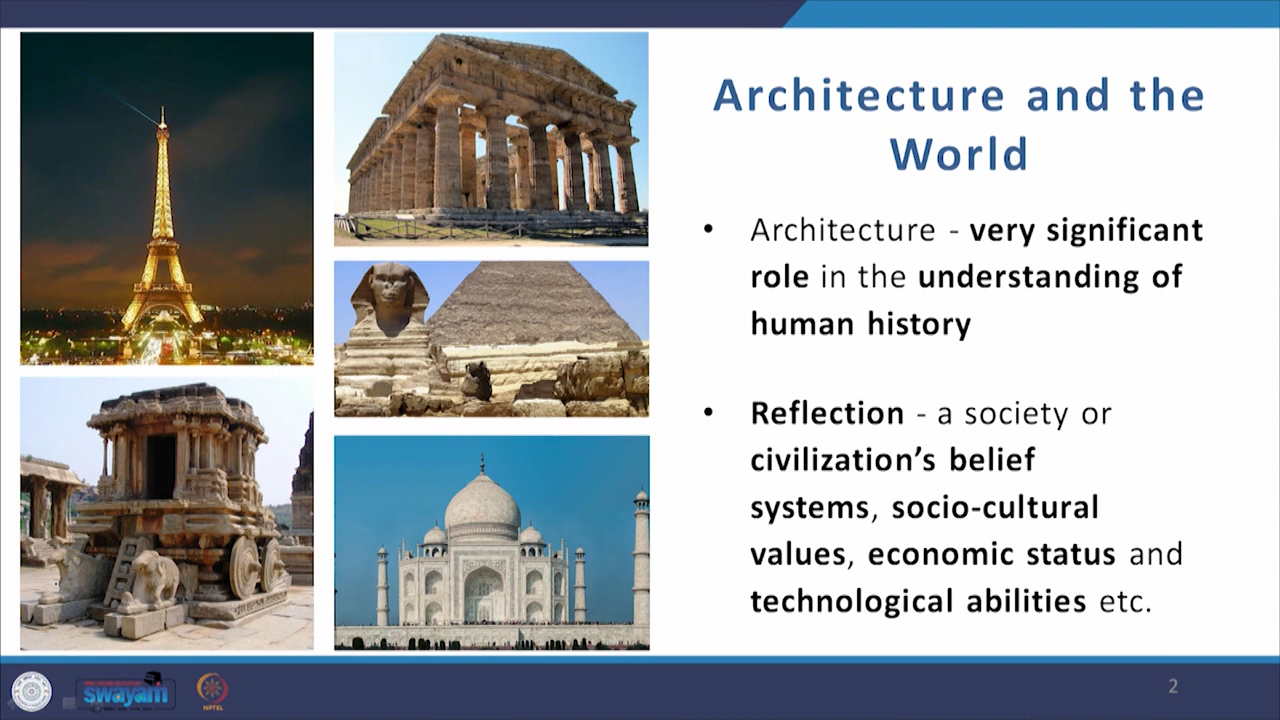 Architecture and the
World
• Architecture - very significant
role in the understanding of
human history
• Reflection - a society or
civilization’s belief
systems, socio-cultural
values, economic status and
technological abilities etc.
swayam
NPTEL
2